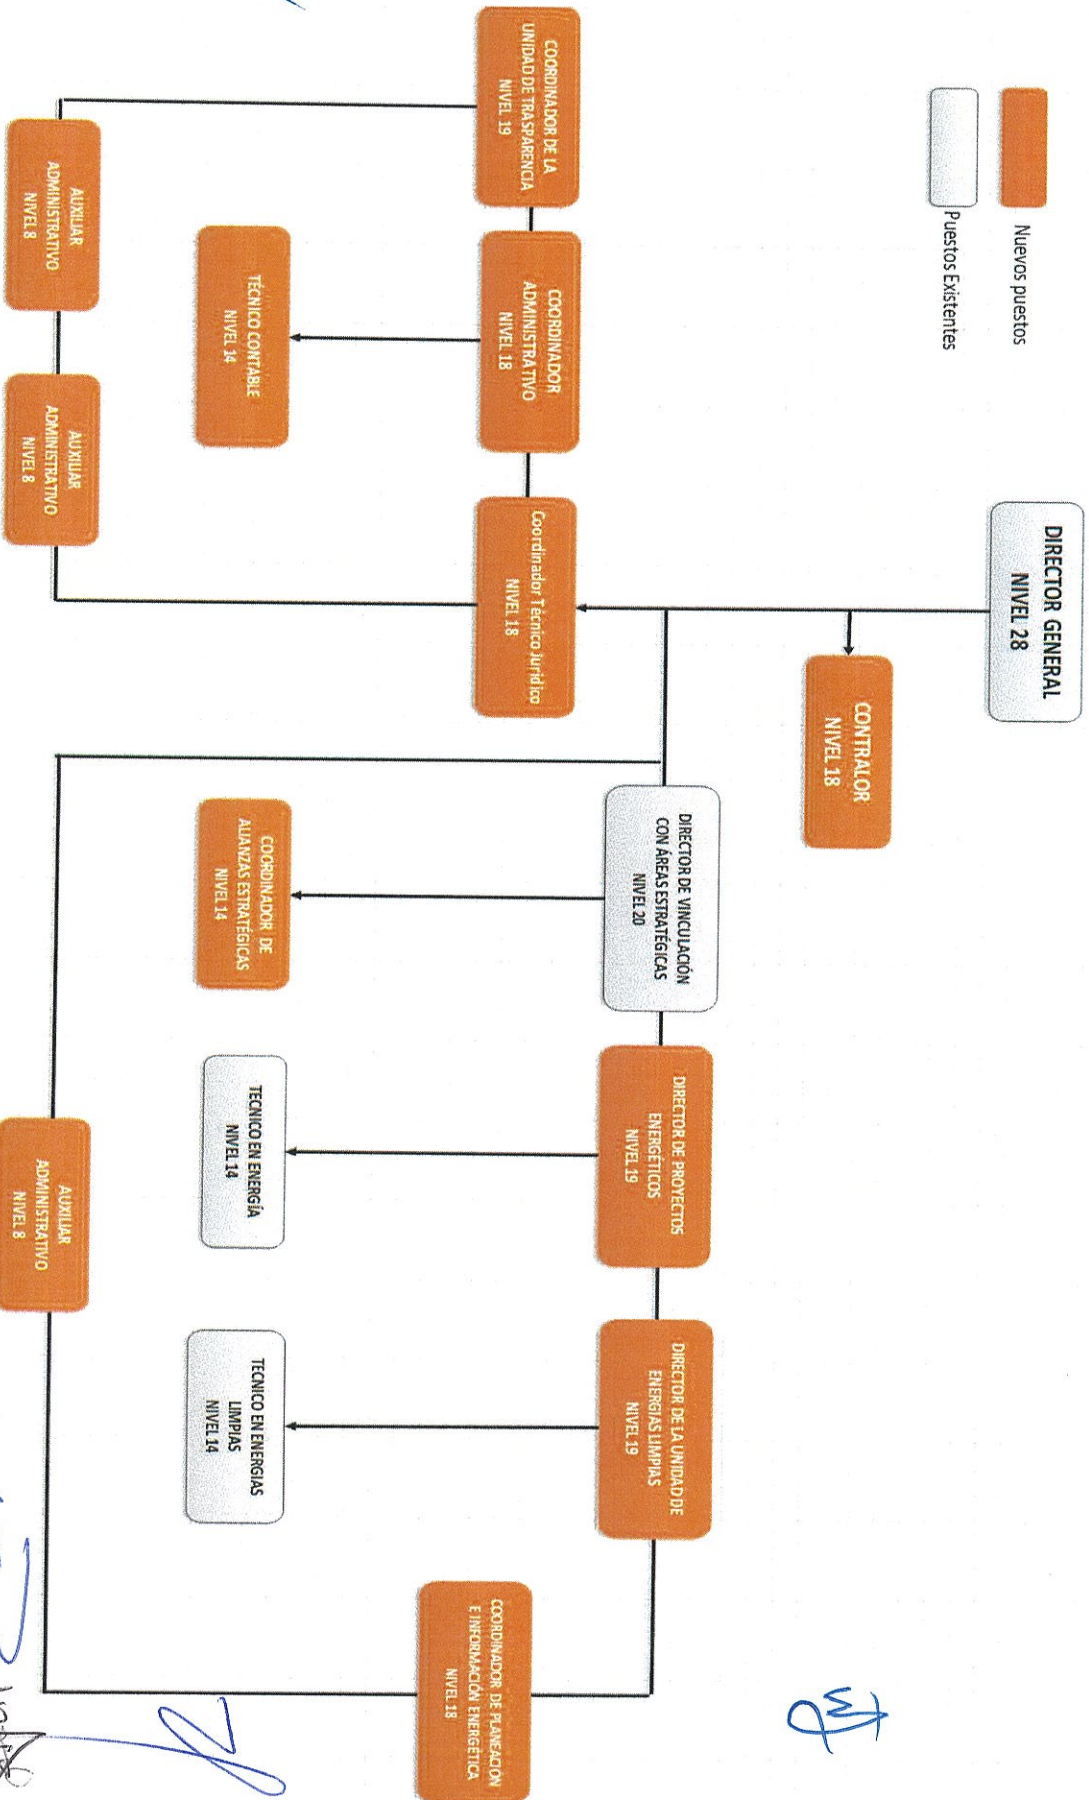 Nuevos puestos
Puestos Existentes
DIRECTOR GENERAL
NIVEL 28
CONTRALOR
NIVEL 18
COORDINADOR DE LA
UNIDAD DE TRASPARENCIA
NIVEL 19
COORDINADOR
ADMINISTRATIVO
NIVEL 18
Coordinador Técnico Jurídico
NIVEL 18
TÉCNICO CONTABLE
NIVEL 14
AUXILIAR
ADMINISTRATIVO
NIVEL 8
AUXILIAR
ADMINISTRATIVO
NIVEL 8
DIRECTOR DE VINCULACIÓN
CON ÁREAS ESTRATÉGICAS
NIVEL 20
DIRECTOR DE PROYECTOS
ENERGÉTICOS
NIVEL 19
DIRECTOR DE LA UNIDAD DE
ENERGIAS LIMPIAS
NIVEL 19
COORDINADOR DE PLANEACIÓN
E INFORMACIÓN ENERGÉTICA
NIVEL 18
COORDINADOR DE
ALIANZAS ESTRATÉGICAS
NIVEL 14
TECNICO EN ENERGÍA
NIVEL 14
TECNICO EN ENERGIAS
LIMPIAS
NIVEL 14
AUXILIAR
ADMINISTRATIVO
NIVEL 8